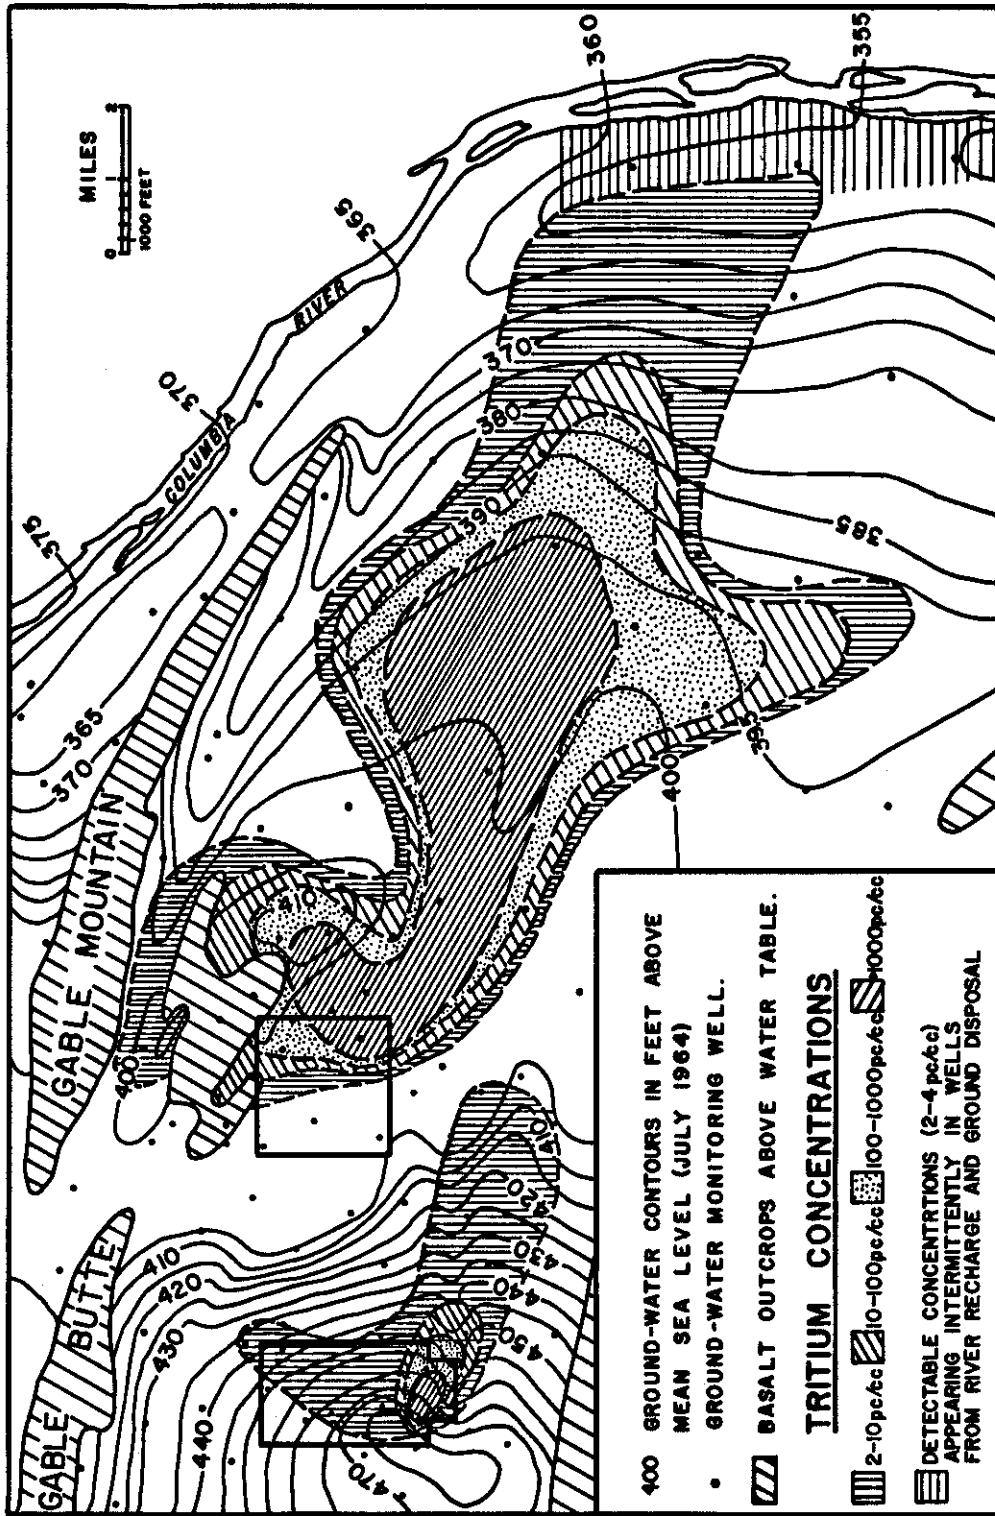 MILES
0 2
1000 FEET
375
370
365
360
355
COLUMBIA RIVER
365
370
GABLE MOUNTAIN
400
410
390
380
370
385
395
400
GABLE BUTTE
410
420
430
440
470
410
420
430
440
450
400 GROUND-WATER CONTOURS IN FEET ABOVE
MEAN SEA LEVEL (JULY 1964)
• GROUND-WATER MONITORING WELL.
BASALT OUTCROPS ABOVE WATER TABLE.
TRITIUM CONCENTRATIONS
2-10pc/cc 10-100pc/cc 100-1000pc/cc 1000pc/cc
DETECTABLE CONCENTRTIONS (2-4 pc/cc)
APPEARING INTERMITTENTLY IN WELLS
FROM RIVER RECHARGE AND GROUND DISPOSAL